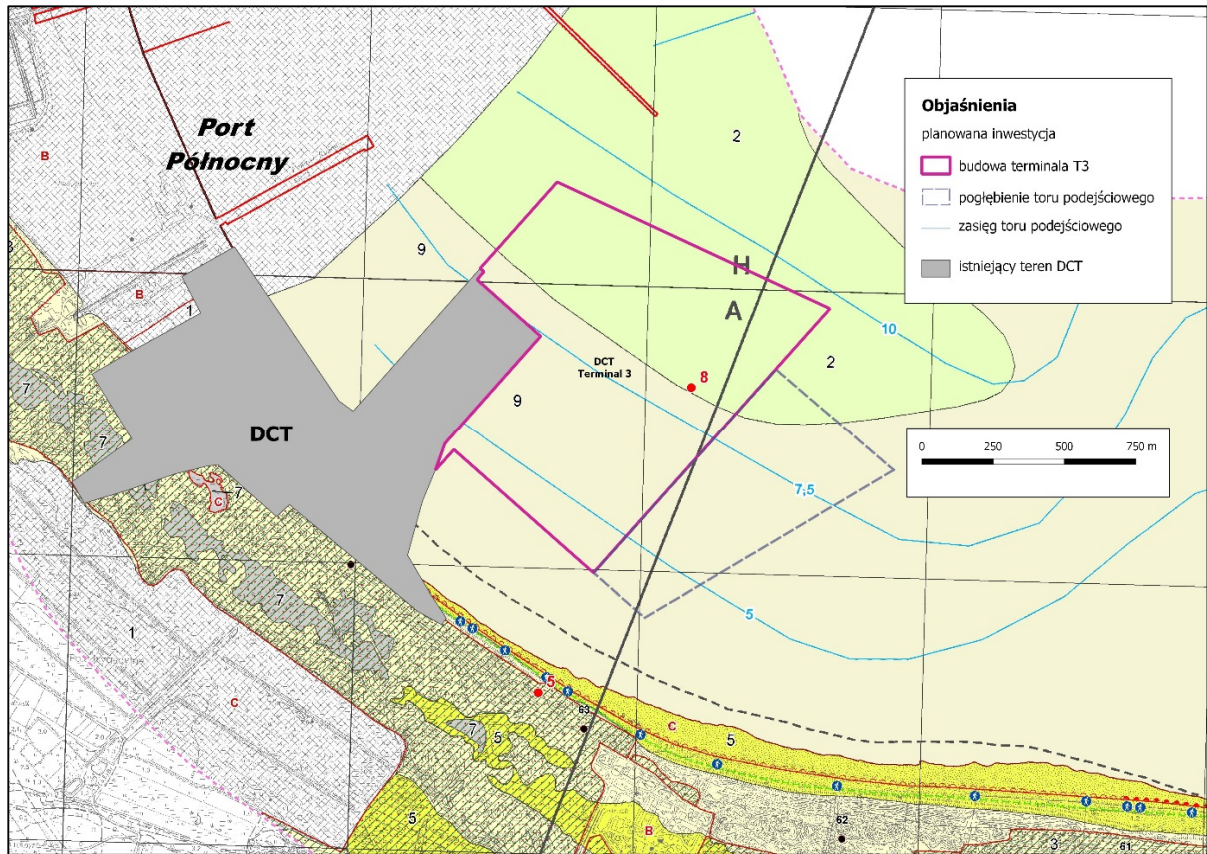 Port
Północny
B
B
1
3
9
2
2
H
A
10
DCT
Terminal 3
8
9
7,5
5
DCT
7
7
7
C
7
7
7
1
C
5
63
5
5
C
5
B
62
3
61
Objaśnienia
planowana inwestycja
budowa terminala T3
pogłębienie toru podejściowego
zasięg toru podejściowego
istniejący teren DCT
0 250 500 750 m